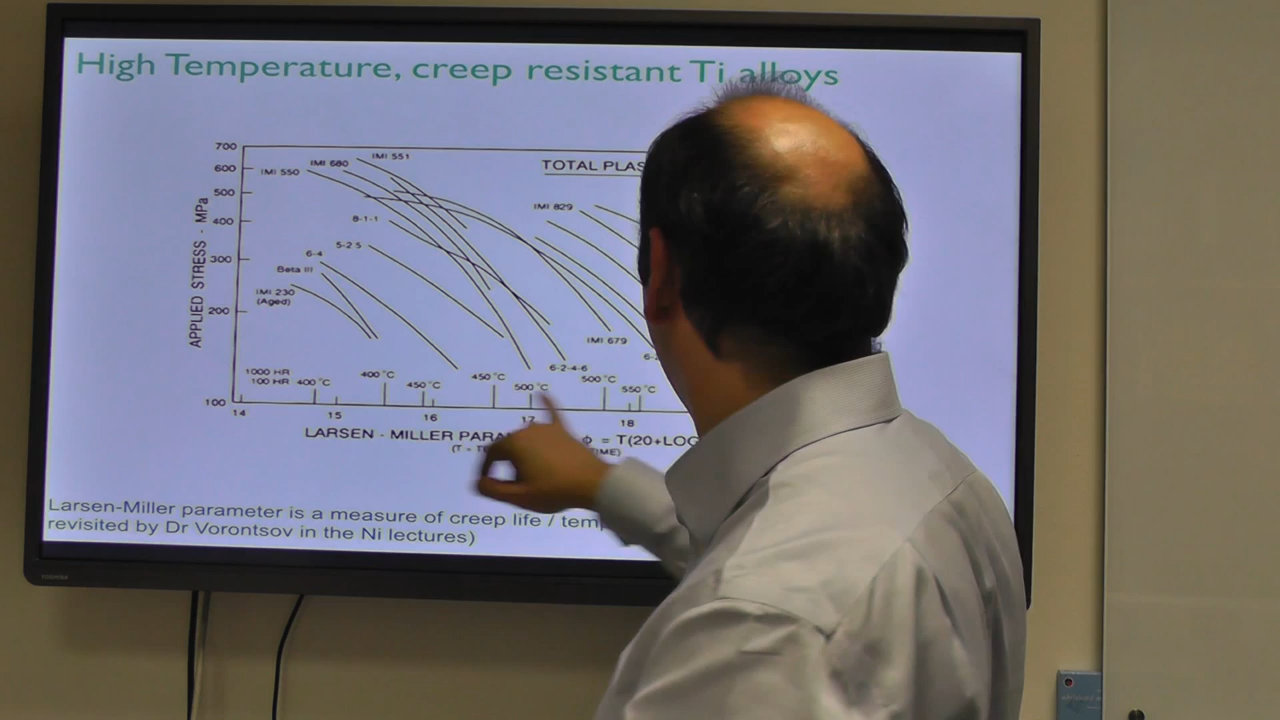 High Temperature, creep resistant Ti alloys
TOTAL PLAS
700
600
500
400
300
200
100
APPLIED STRESS - MPa
IMI 551
IMI 680
IMI 550
IMI 829
8-1-1
5-2 5
6-4
Beta III
IMI 230
(Aged)
IMI 679
6-2-4-6
1000 HR
100 HR
400°C
400°C
450°C
450°C
500°C
500°C
550°C
14
15
16
17
18
LARSEN - MILLER PARA
ϕ = T(20+LOG
Larsen-Miller parameter is a measure of creep life / temp
revisited by Dr Vorontsov in the Ni lectures)
TOSHIBA